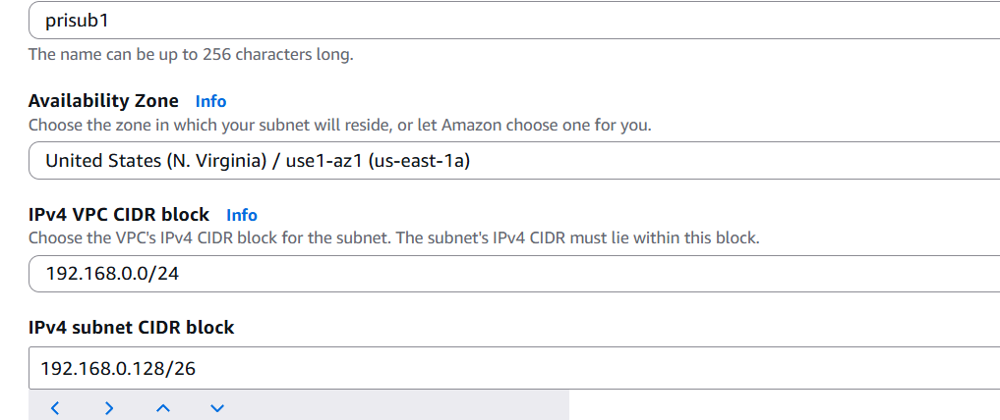 prisub1
The name can be up to 256 characters long.
Availability Zone Info
Choose the zone in which your subnet will reside, or let Amazon choose one for you.
United States (N. Virginia) / use1-az1 (us-east-1a)
IPv4 VPC CIDR block Info
Choose the VPC's IPv4 CIDR block for the subnet. The subnet's IPv4 CIDR must lie within this block.
192.168.0.0/24
IPv4 subnet CIDR block
192.168.0.128/26